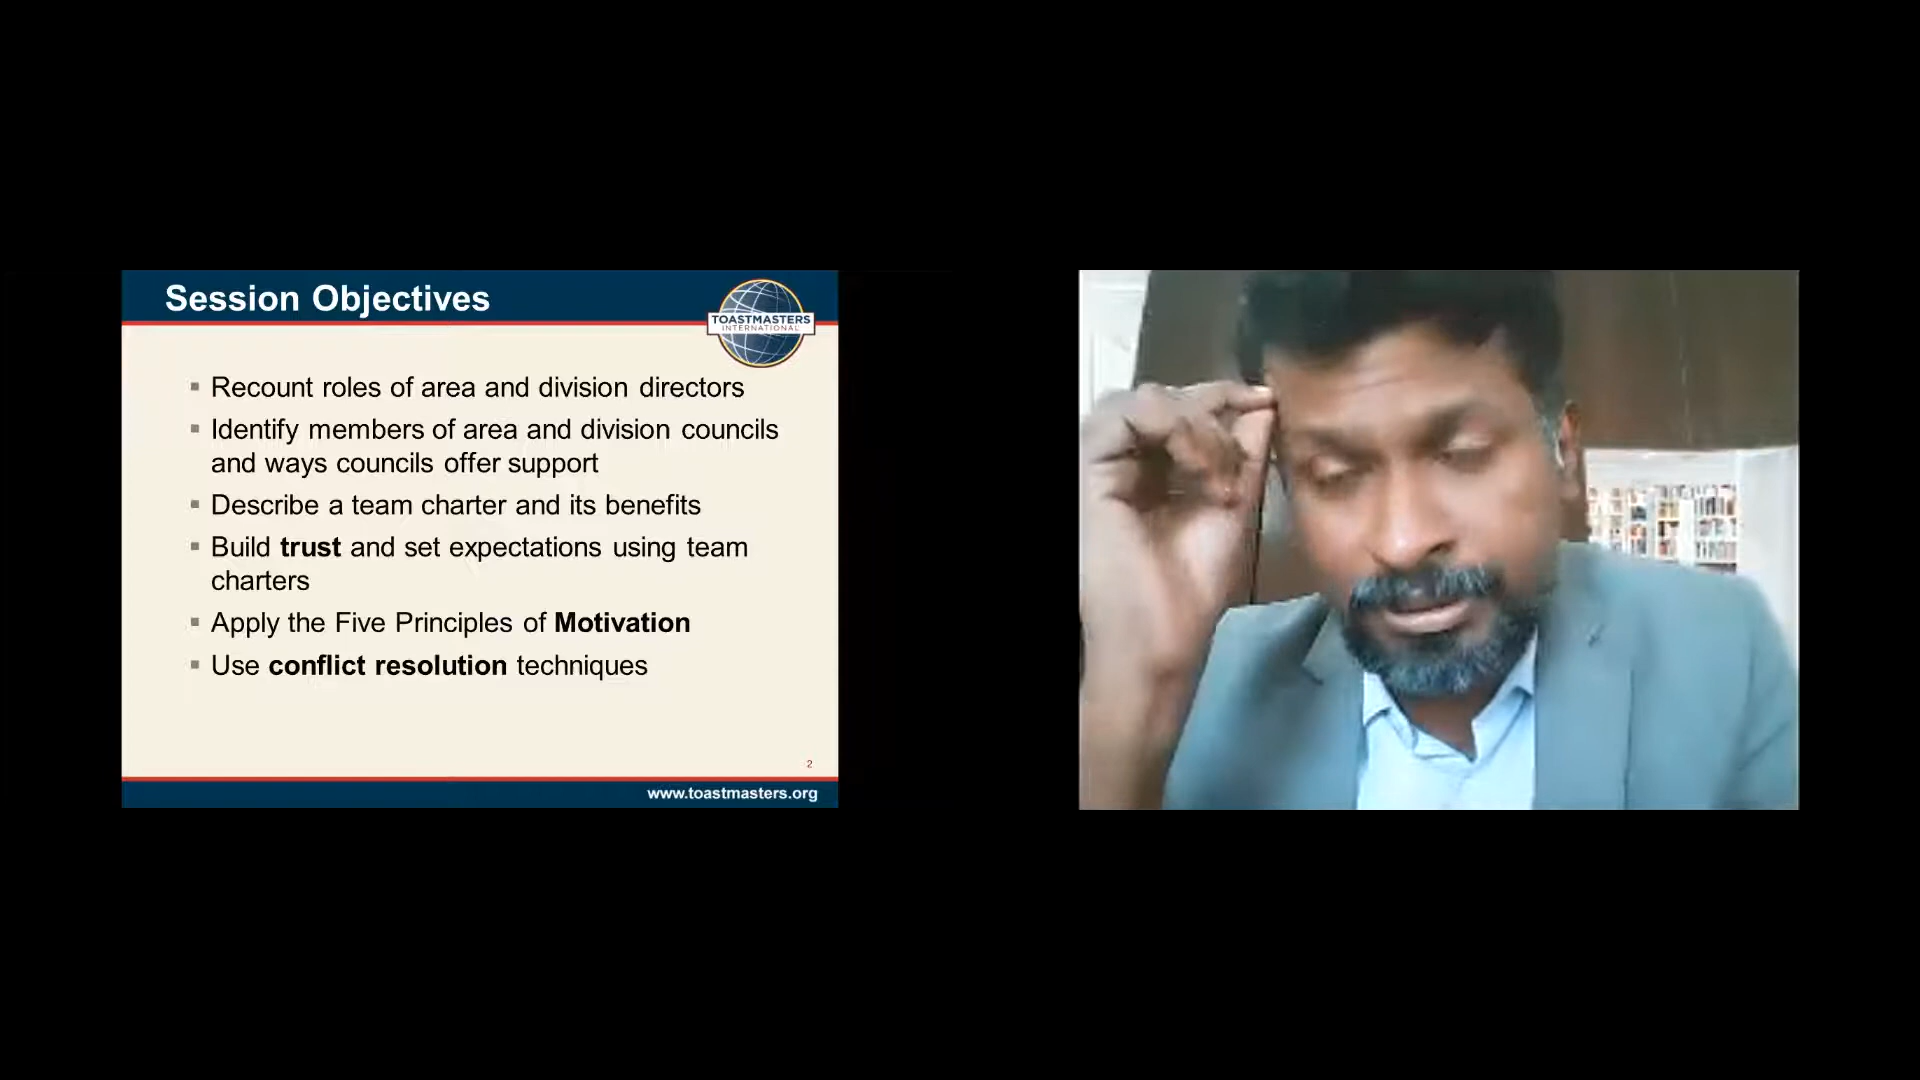 Session Objectives
TOASTMASTERS
INTERNATIONAL
▪ Recount roles of area and division directors
▪ Identify members of area and division councils
and ways councils offer support
▪ Describe a team charter and its benefits
▪ Build trust and set expectations using team
charters
▪ Apply the Five Principles of Motivation
▪ Use conflict resolution techniques
2
www.toastmasters.org